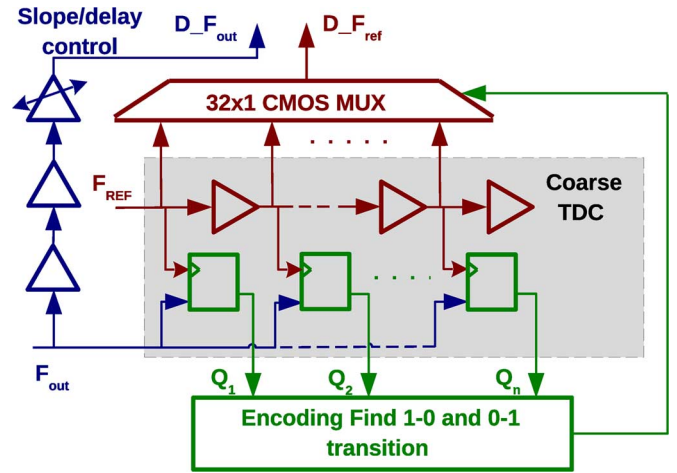 Slope/delay
control
D_Fout
D_Fref
32x1 CMOS MUX
. . . . .
FREF
Coarse
TDC
. . . .
Fout
Q1
Q2
Qn
Encoding Find 1-0 and 0-1
transition